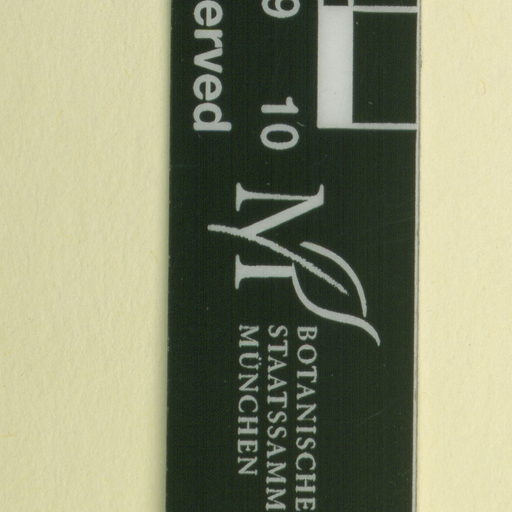 9 10
erved
BOTANISCHE
STAATSSAMM
MÜNCHEN